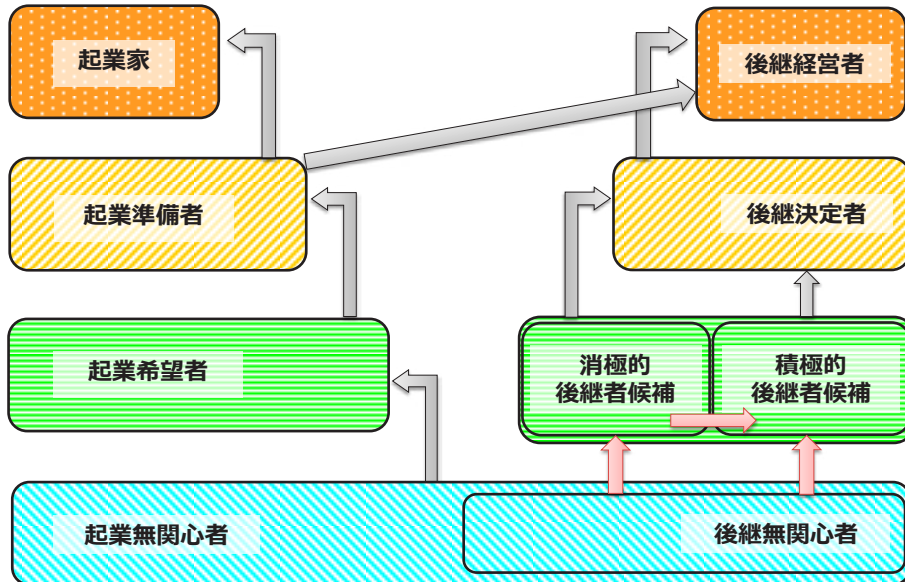 起業家
後継経営者
起業準備者
後継決定者
起業希望者
消極的
後継者候補
積極的
後継者候補
起業無関心者
後継無関心者